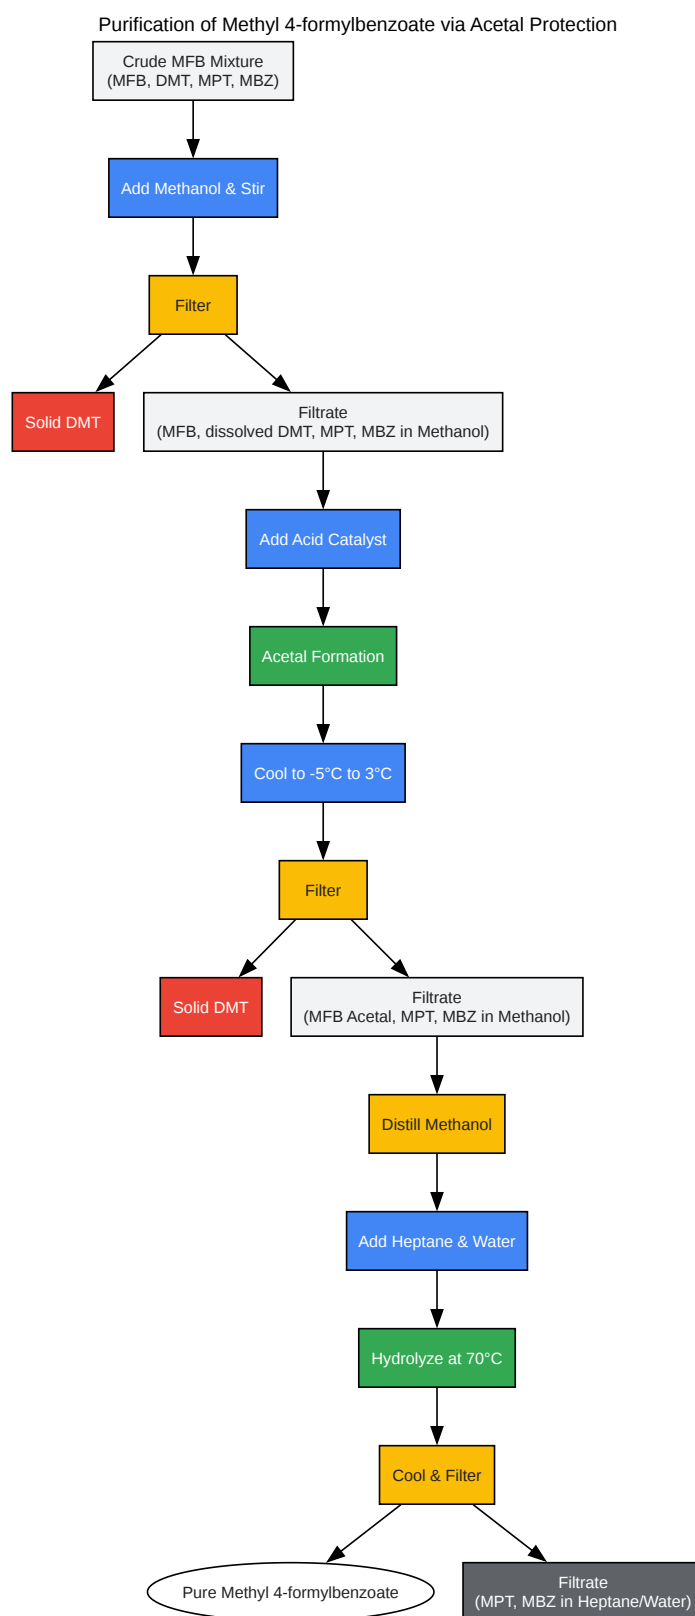 Purification of Methyl 4-formylbenzoate via Acetal Protection
Crude MFB Mixture
(MFB, DMT, MPT, MBZ)
Add Methanol & Stir
Filter
Solid DMT
Filtrate
(MFB, dissolved DMT, MPT, MBZ in Methanol)
Add Acid Catalyst
Acetal Formation
Cool to -5°C to 3°C
Filter
Solid DMT
Filtrate
(MFB Acetal, MPT, MBZ in Methanol)
Distill Methanol
Add Heptane & Water
Hydrolyze at 70°C
Cool & Filter
Pure Methyl 4-formylbenzoate
Filtrate
(MPT, MBZ in Heptane/Water)